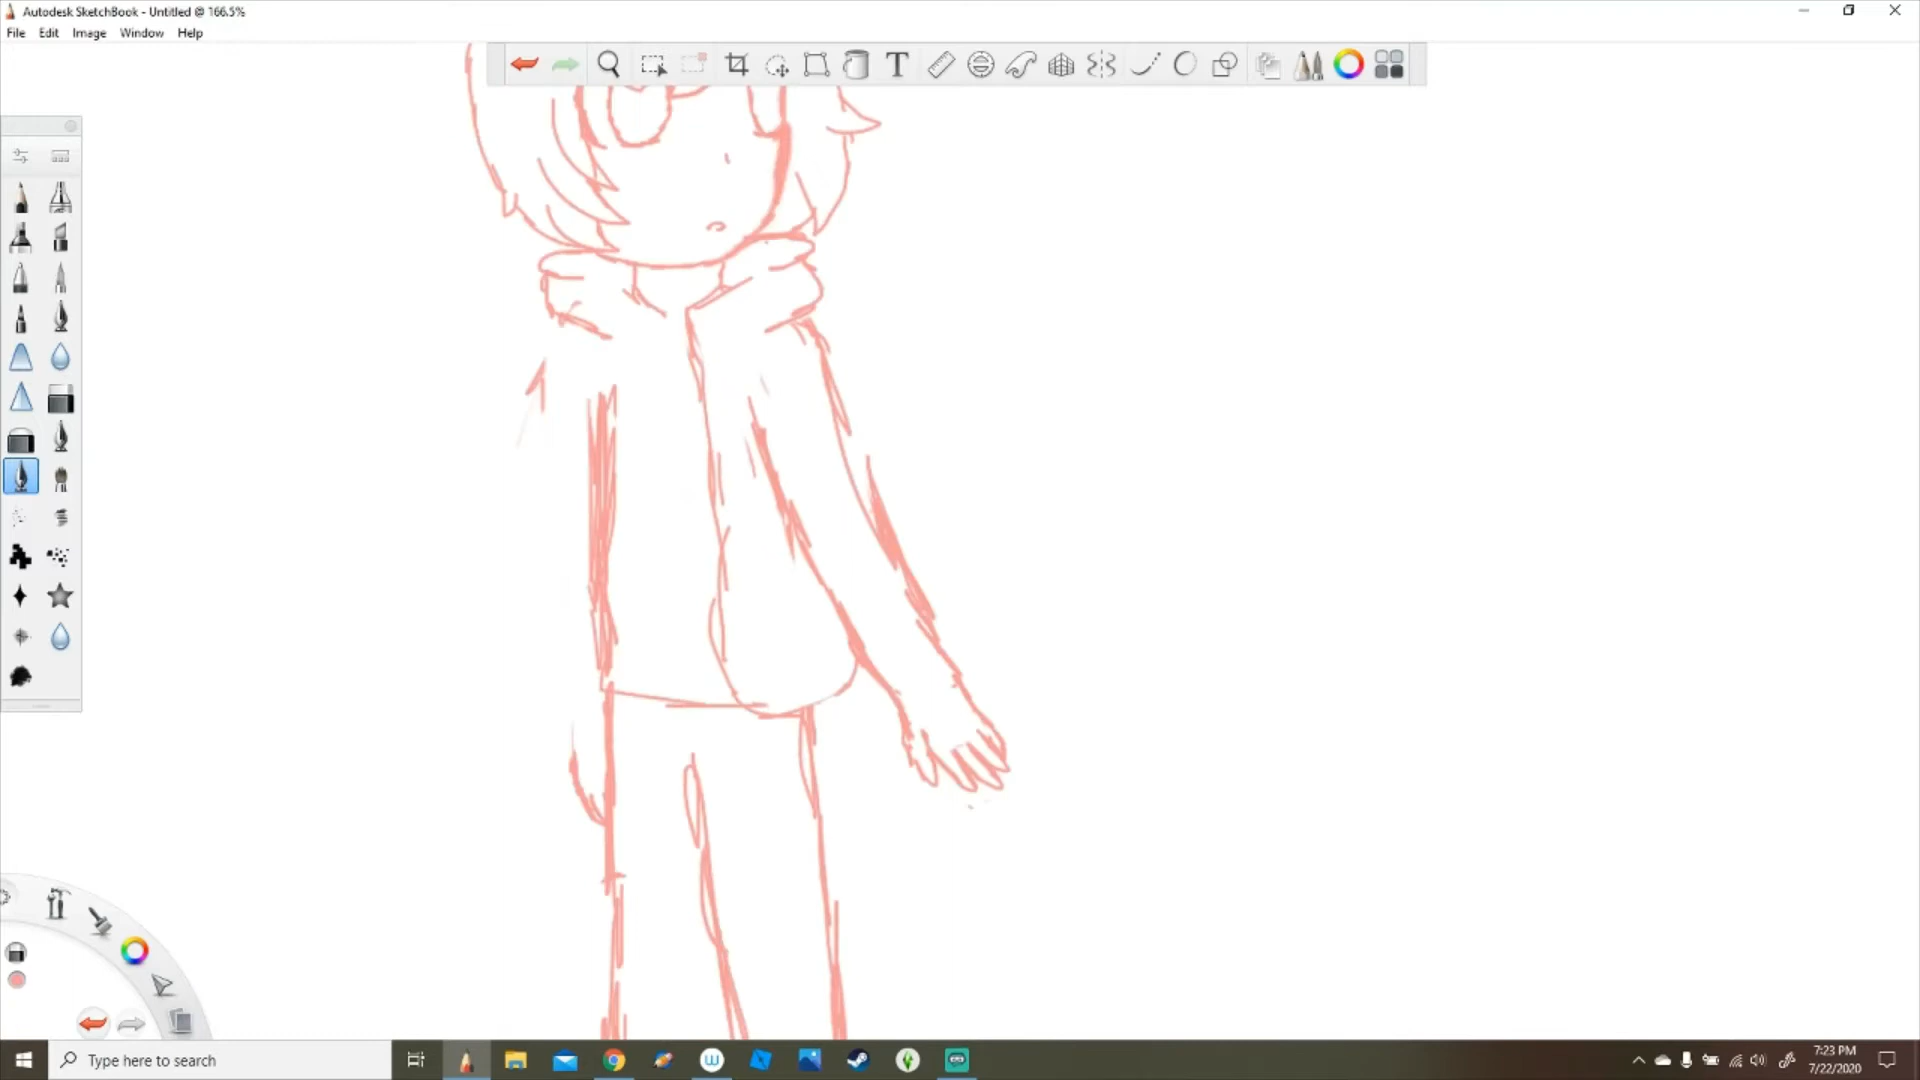 Autodesk SketchBook - Untitled @ 166.5%
File Edit Image Window Help
T
Type here to search
W
7:23 PM
7/22/2020